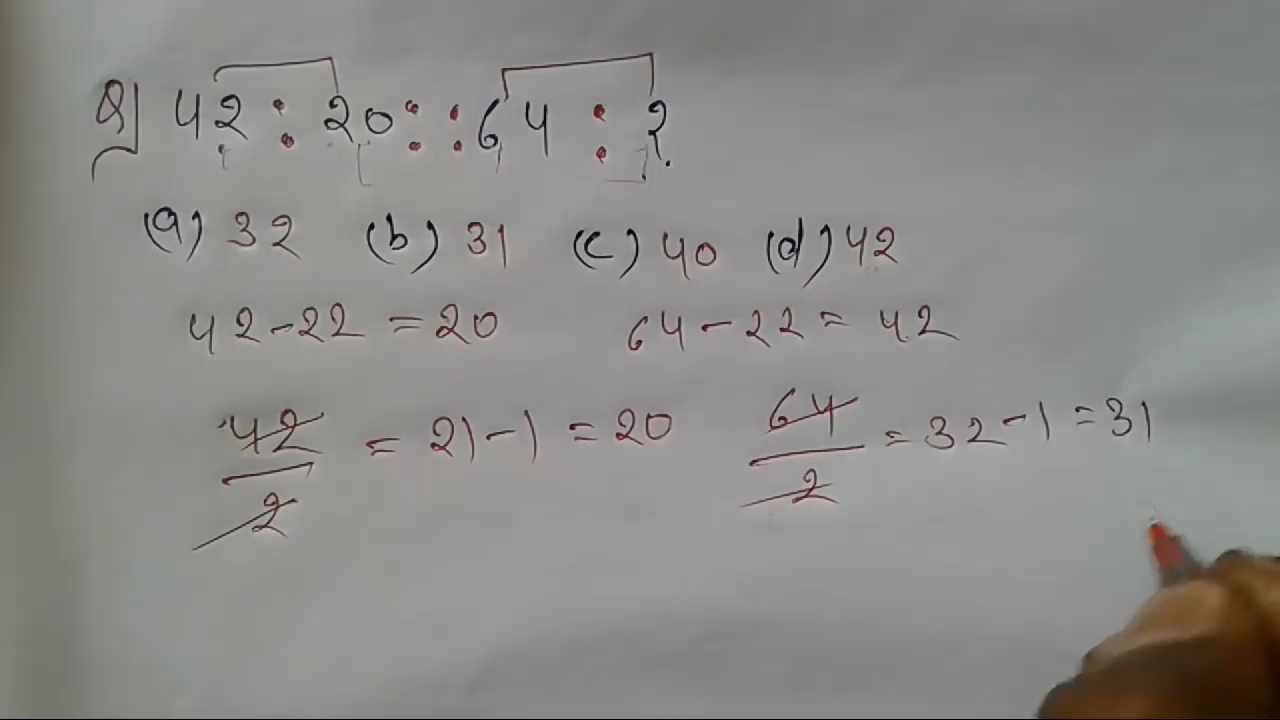 Q] 42 : 20 :: 64 : ?
(a) 32 (b) 31 (c) 40 (d) 42
42-22 = 20 64-22 = 42
42/2 = 21-1 = 20 64/2 = 32-1 = 31